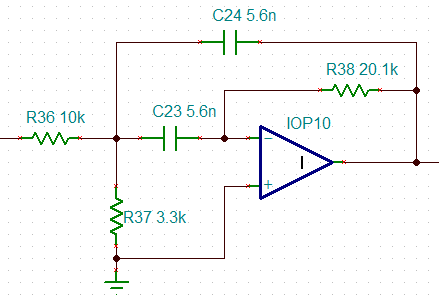 C24 5.6n
R38 20.1k
R36 10k
C23 5.6n
IOP10
I
R37 3.3k